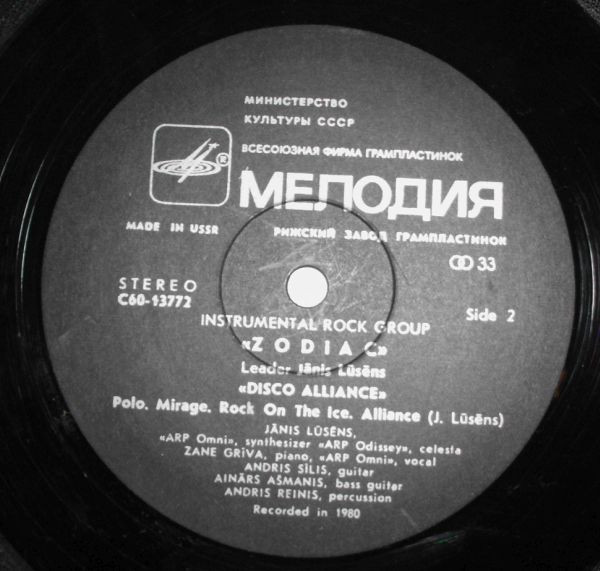 МИНИСТЕРСТВО
КУЛЬТУРЫ СССР
ВСЕСОЮЗНАЯ ФИРМА ГРАМПЛАСТИНОК
®
МЕЛОДИЯ
MADE IN USSR
РИЖСКИЙ ЗАВОД ГРАМПЛАСТИНОК
33
STEREO
C60-13772
Side 2
INSTRUMENTAL ROCK GROUP
«ZODIAC»
Leader Jānis Lūsēns
«DISCO ALLIANCE»
Polo. Mirage. Rock On The Ice. Alliance (J. Lūsēns)
JĀNIS LŪSĒNS,
«ARP Omni», synthesizer «ARP Odissey», celesta
ZANE GRĪVA, piano, «ARP Omni», vocal
ANDRIS SĪLIS, guitar
AINĀRS AŠMANIS, bass guitar
ANDRIS REINIS, percussion
Recorded in 1980